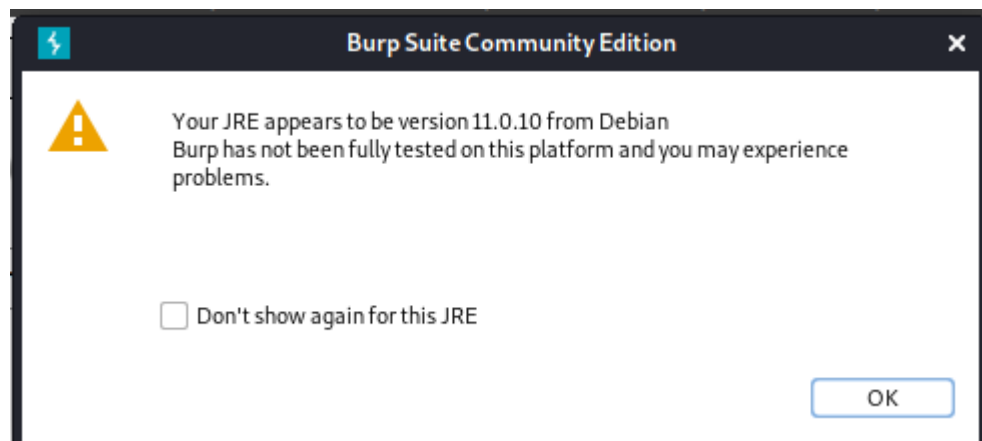 Burp Suite Community Edition
Your JRE appears to be version 11.0.10 from Debian
Burp has not been fully tested on this platform and you may experience
problems.
Don't show again for this JRE
OK